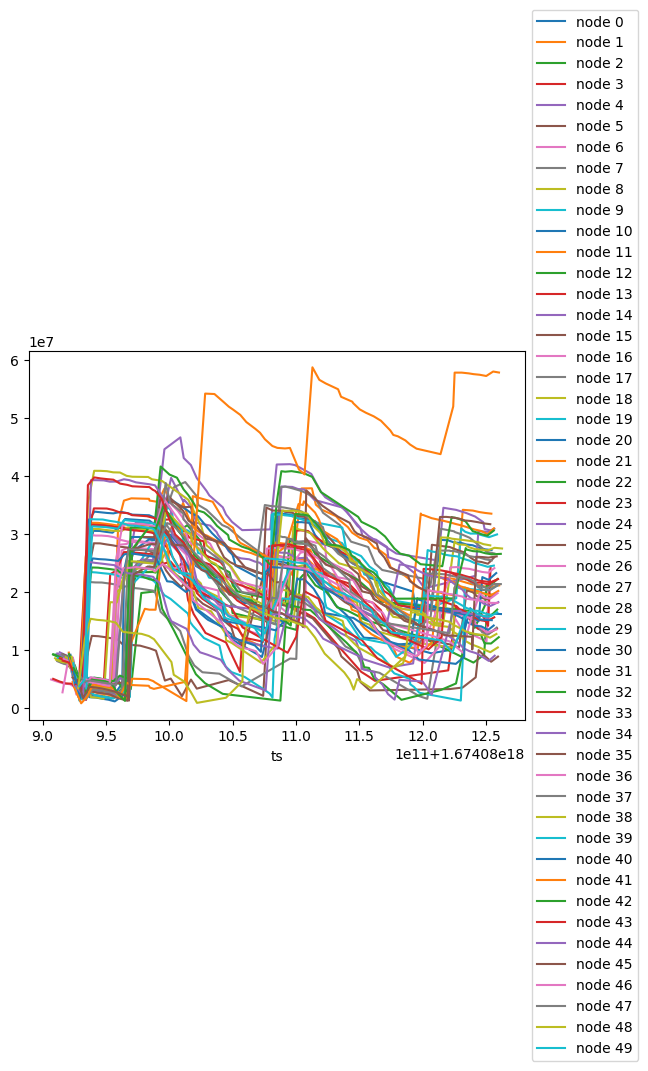 1e7
6
5
4
3
2
1
0
9.0 9.5 10.0 10.5 11.0 11.5 12.0 12.5
ts
1e11+1.67408e18
node 0
node 1
node 2
node 3
node 4
node 5
node 6
node 7
node 8
node 9
node 10
node 11
node 12
node 13
node 14
node 15
node 16
node 17
node 18
node 19
node 20
node 21
node 22
node 23
node 24
node 25
node 26
node 27
node 28
node 29
node 30
node 31
node 32
node 33
node 34
node 35
node 36
node 37
node 38
node 39
node 40
node 41
node 42
node 43
node 44
node 45
node 46
node 47
node 48
node 49